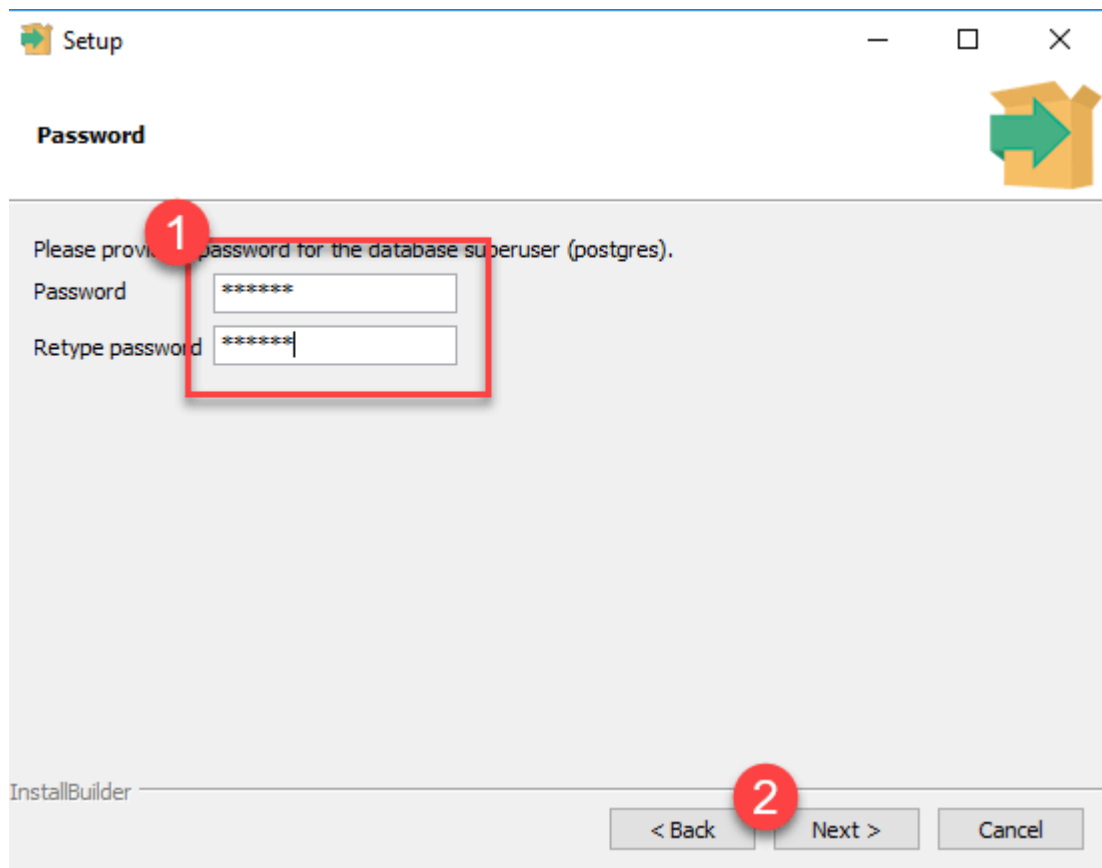 Setup
Password
1
Please provi password for the database superuser (postgres).
Password ******
Retype password ******
InstallBuilder
2
< Back Next > Cancel